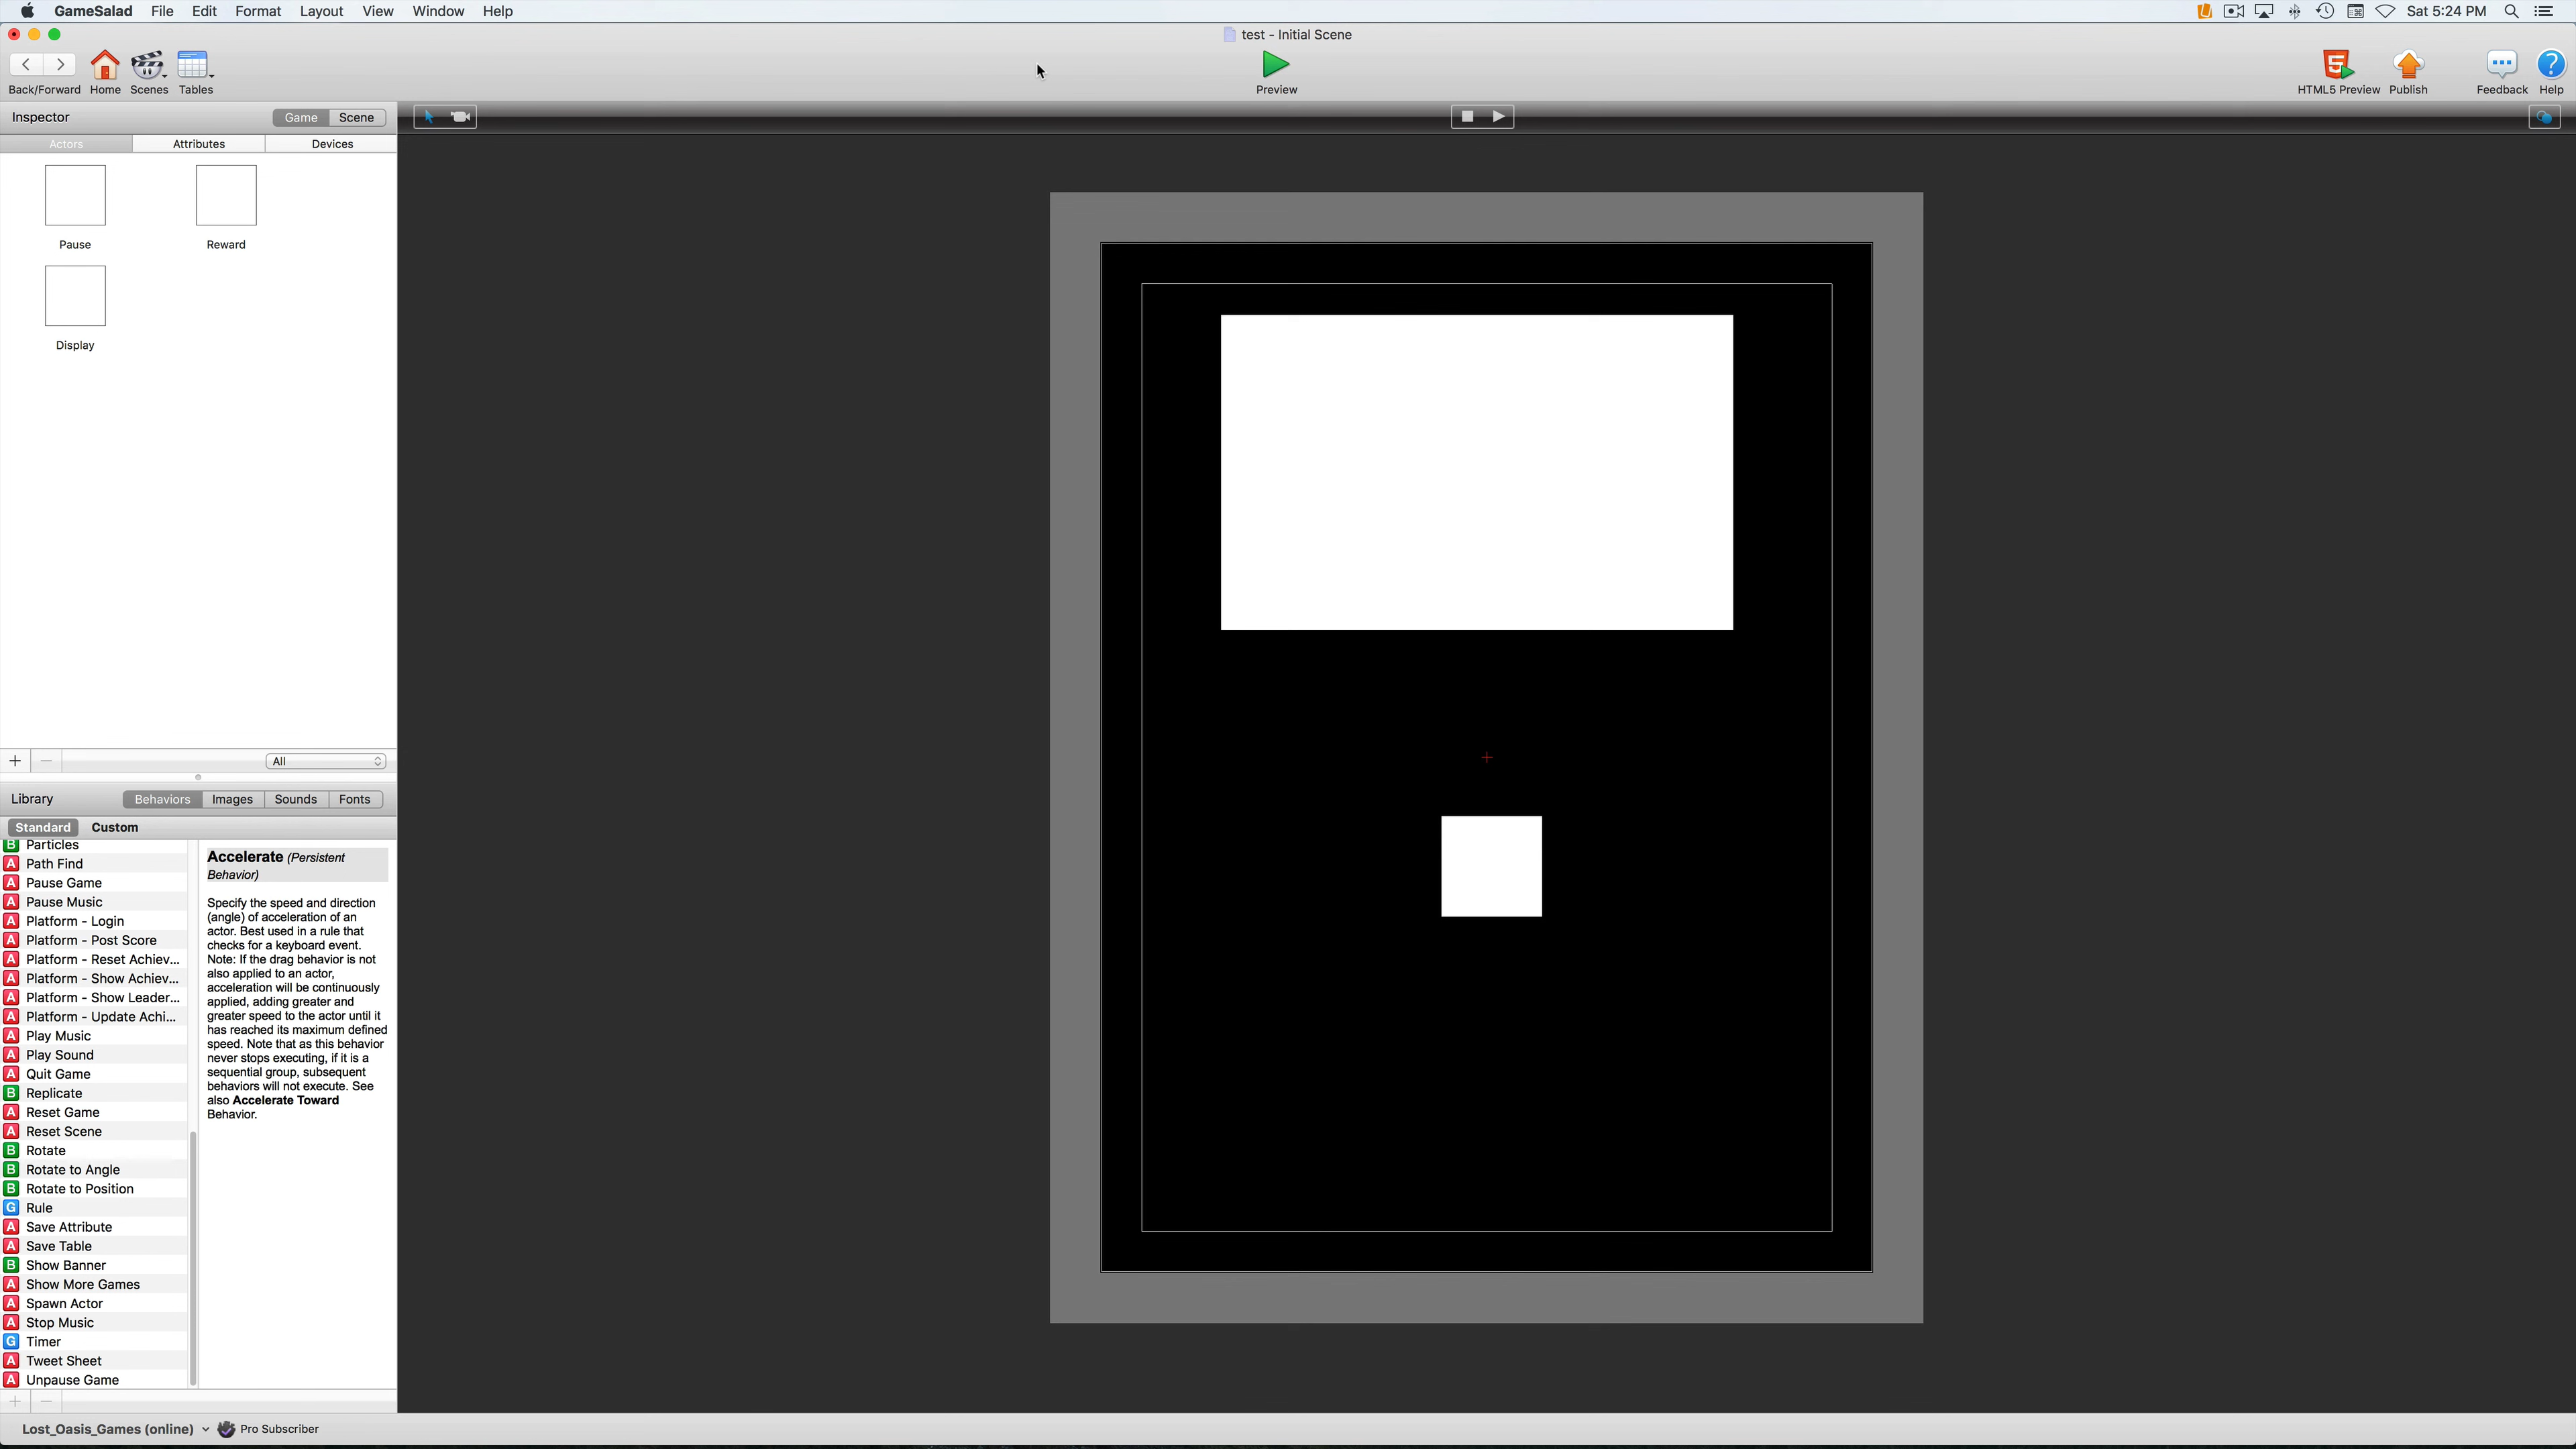 GameSalad File Edit Format Layout View Window Help
Sat 5:24 PM
test - Initial Scene
Back/Forward Home Scenes Tables
Preview
HTML5 Preview Publish Feedback Help
Inspector Game Scene
Actors Attributes Devices
Pause Reward
Display
+ − All
Library Behaviors Images Sounds Fonts
Standard Custom
B Particles
A Path Find
A Pause Game
A Pause Music
A Platform - Login
A Platform - Post Score
A Platform - Reset Achiev...
A Platform - Show Achiev...
A Platform - Show Leader...
A Platform - Update Achi...
A Play Music
A Play Sound
A Quit Game
B Replicate
A Reset Game
A Reset Scene
B Rotate
B Rotate to Angle
B Rotate to Position
G Rule
A Save Attribute
A Save Table
B Show Banner
A Show More Games
A Spawn Actor
A Stop Music
G Timer
A Tweet Sheet
A Unpause Game
Accelerate (Persistent
Behavior)
Specify the speed and direction
(angle) of acceleration of an
actor. Best used in a rule that
checks for a keyboard event.
Note: If the drag behavior is not
also applied to an actor,
acceleration will be continuously
applied, adding greater and
greater speed to the actor until it
has reached its maximum defined
speed. Note that as this behavior
never stops executing, if it is a
sequential group, subsequent
behaviors will not execute. See
also Accelerate Toward
Behavior.
+ −
Lost_Oasis_Games (online) Pro Subscriber